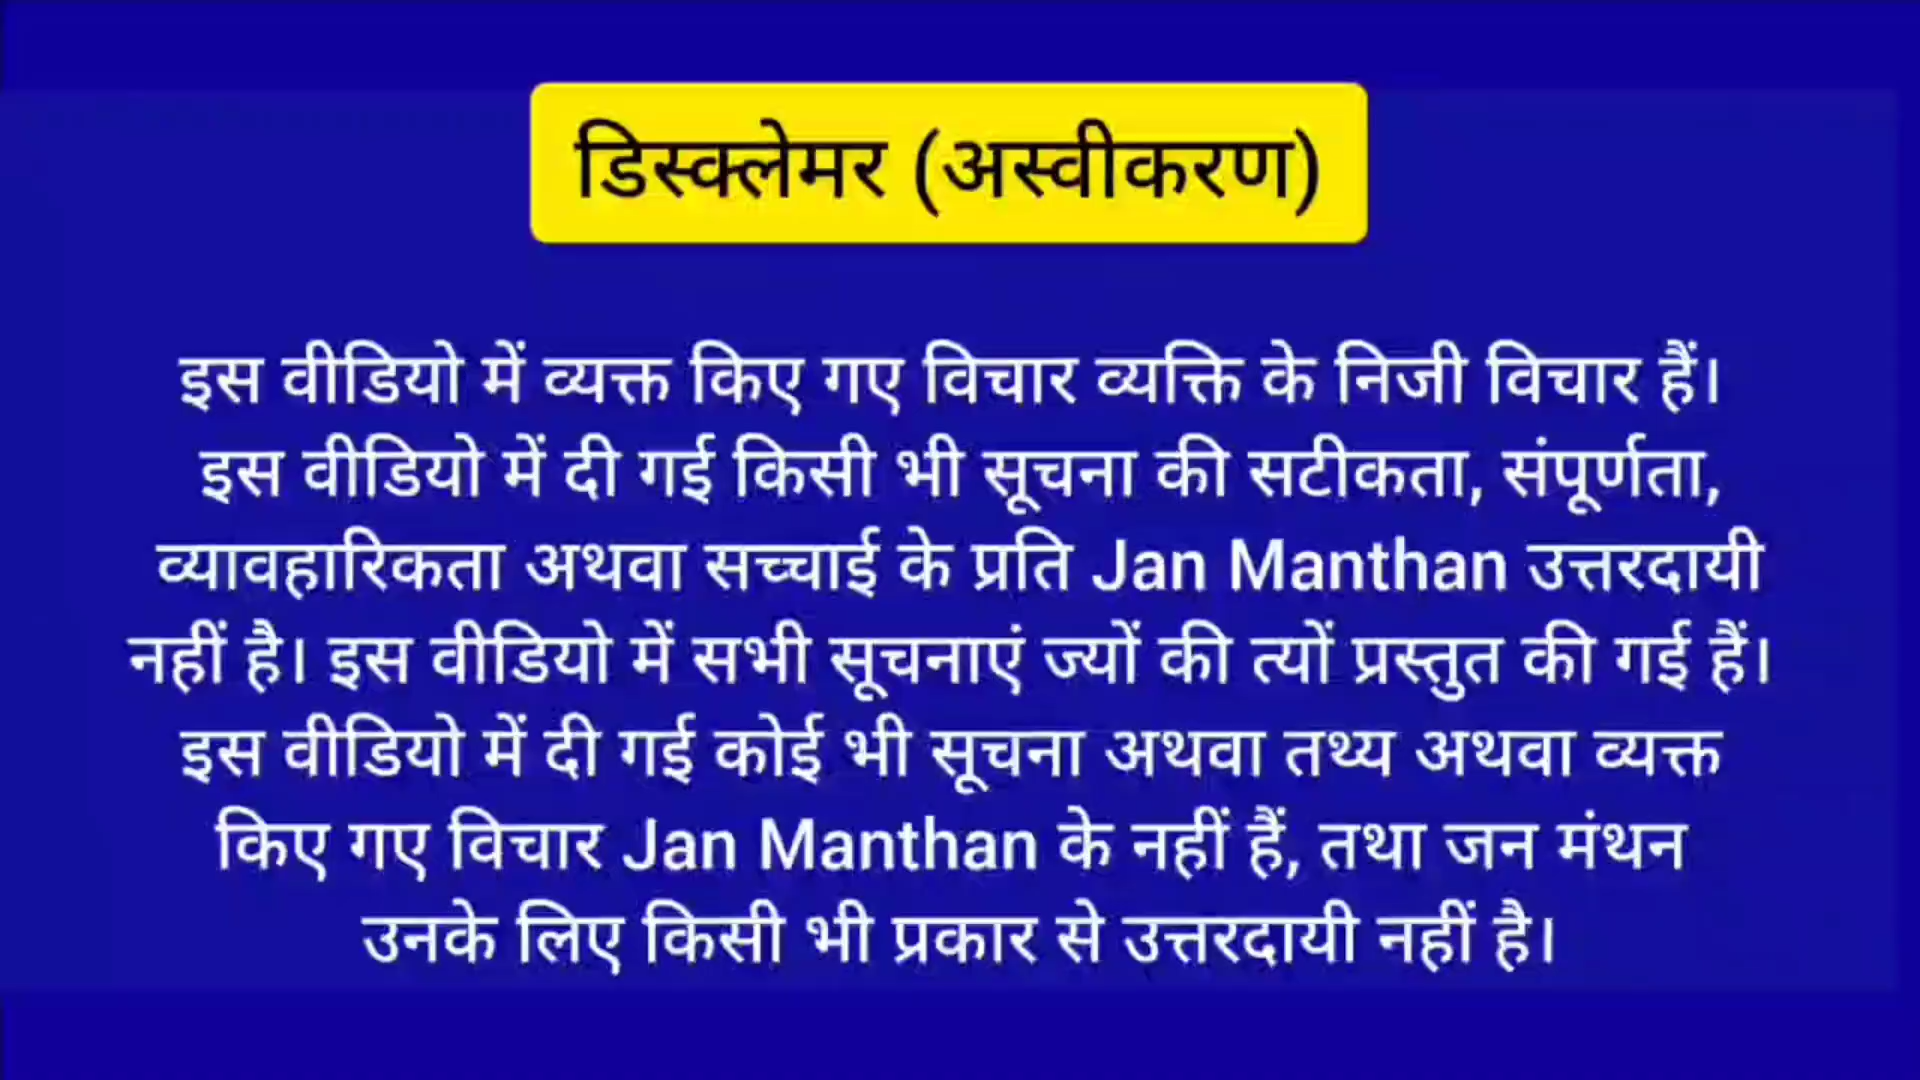 डिस्क्लेमर (अस्वीकरण)
इस वीडियो में व्यक्त किए गए विचार व्यक्ति के निजी विचार हैं।
इस वीडियो में दी गई किसी भी सूचना की सटीकता, संपूर्णता,
व्यावहारिकता अथवा सच्चाई के प्रति Jan Manthan उत्तरदायी
नहीं है। इस वीडियो में सभी सूचनाएं ज्यों की त्यों प्रस्तुत की गई हैं।
इस वीडियो में दी गई कोई भी सूचना अथवा तथ्य अथवा व्यक्त
किए गए विचार Jan Manthan के नहीं हैं, तथा जन मंथन
उनके लिए किसी भी प्रकार से उत्तरदायी नहीं है।